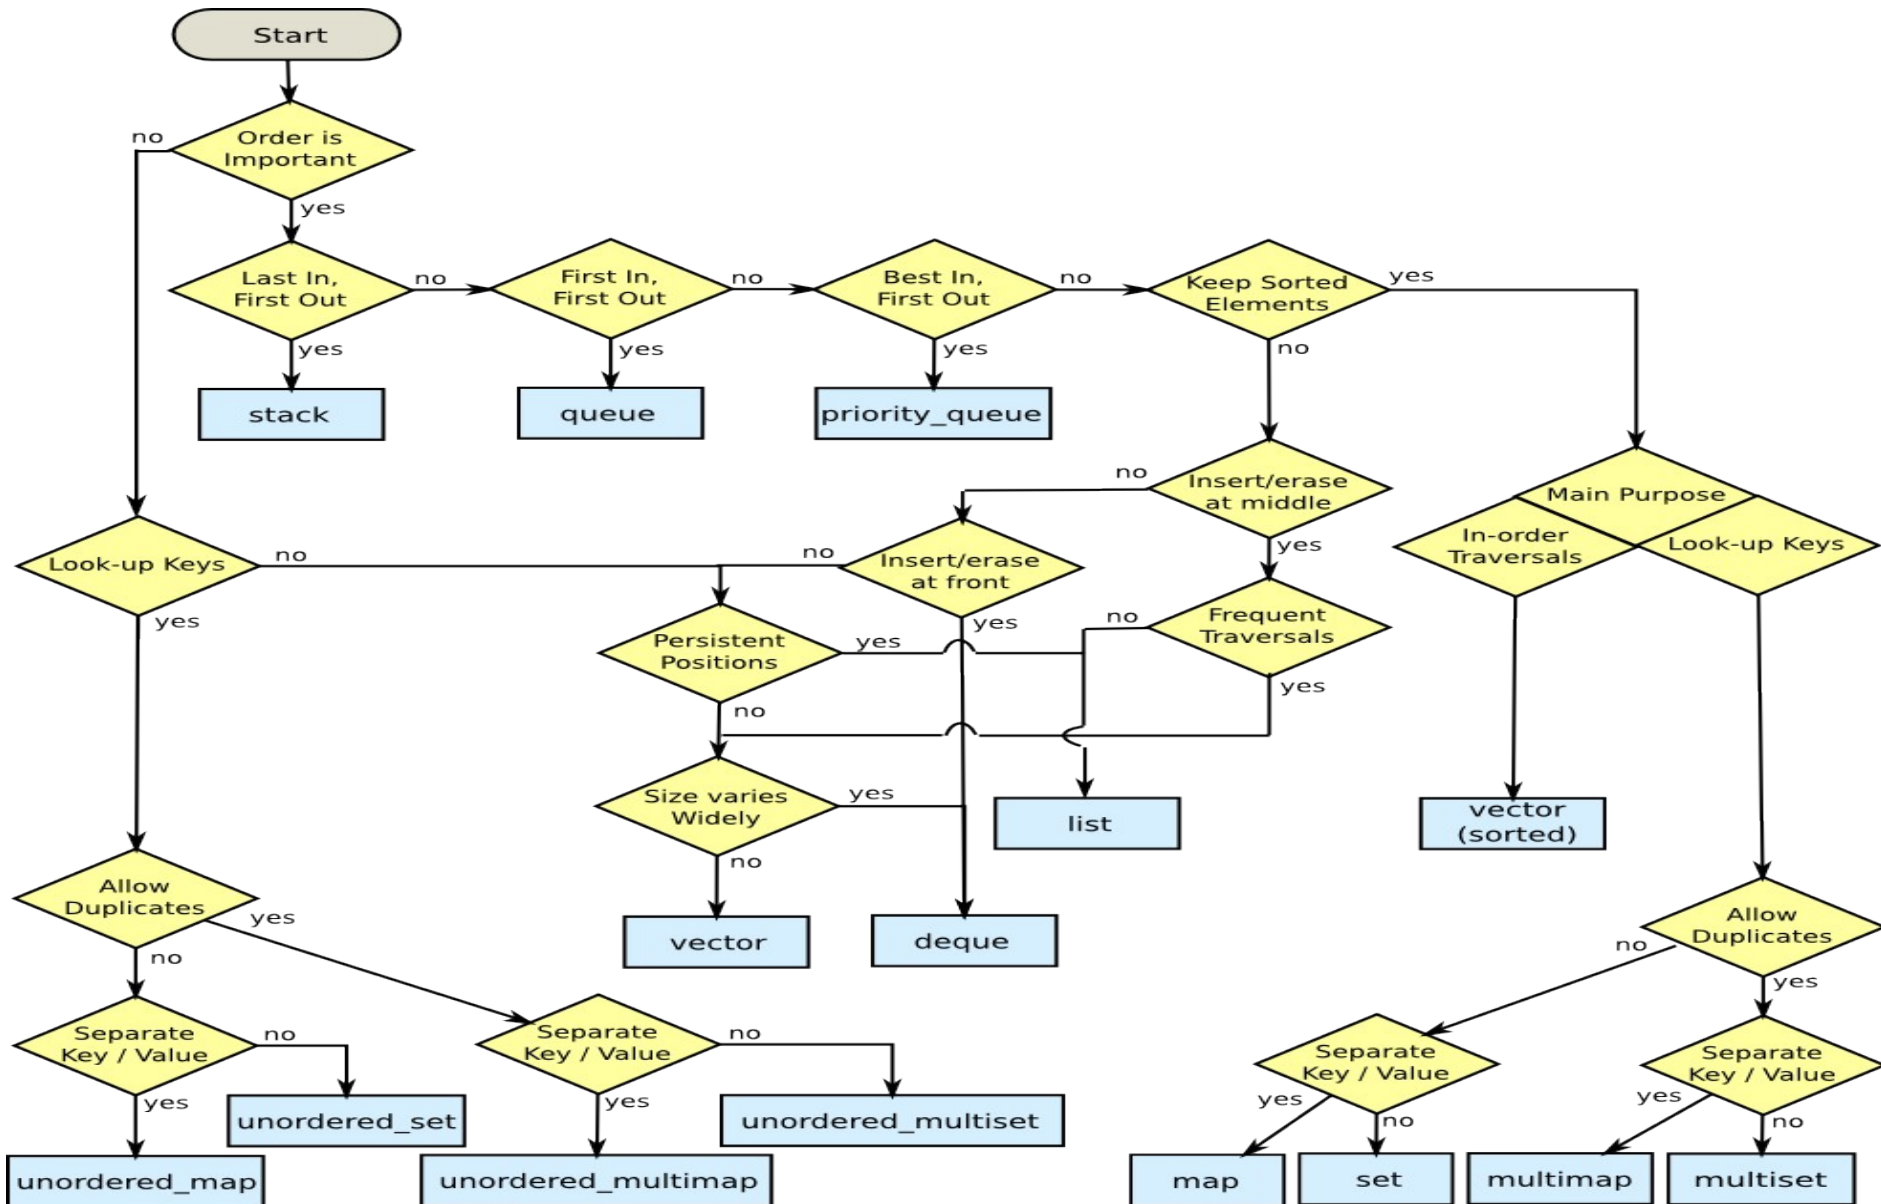 Start
no
Order is
Important
yes
Last In,
First Out
no
First In,
First Out
no
Best In,
First Out
no
Keep Sorted
Elements
yes
yes
yes
yes
no
stack
queue
priority_queue
no
Insert/erase
at middle
Main Purpose
In-order
Traversals
Look-up Keys
yes
Look-up Keys
no
no
Insert/erase
at front
yes
yes
Persistent
Positions
yes
no
no
Frequent
Traversals
yes
Size varies
Widely
yes
no
list
vector
(sorted)
vector
deque
Allow
Duplicates
yes
no
Allow
Duplicates
no
yes
Separate
Key / Value
no
yes
Separate
Key / Value
no
yes
Separate
Key / Value
yes
no
Separate
Key / Value
yes
no
unordered_set
unordered_multiset
unordered_map
unordered_multimap
map
set
multimap
multiset